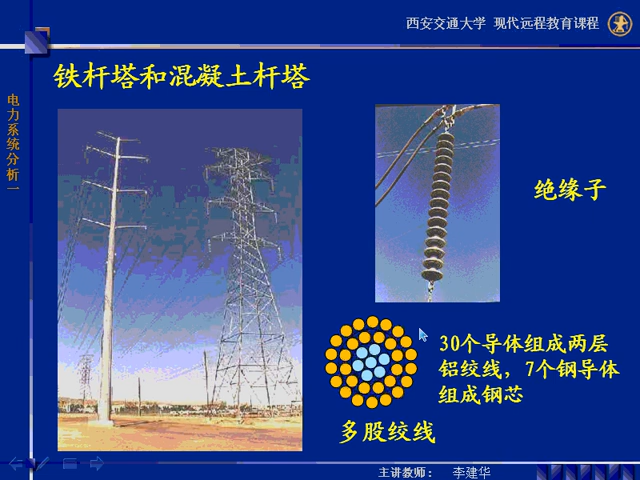 西安交通大学 现代远程教育课程
铁杆塔和混凝土杆塔
电力系统分析一
绝缘子
30个导体组成两层
铝绞线，7个钢导体
组成钢芯
多股绞线
主讲教师： 李建华